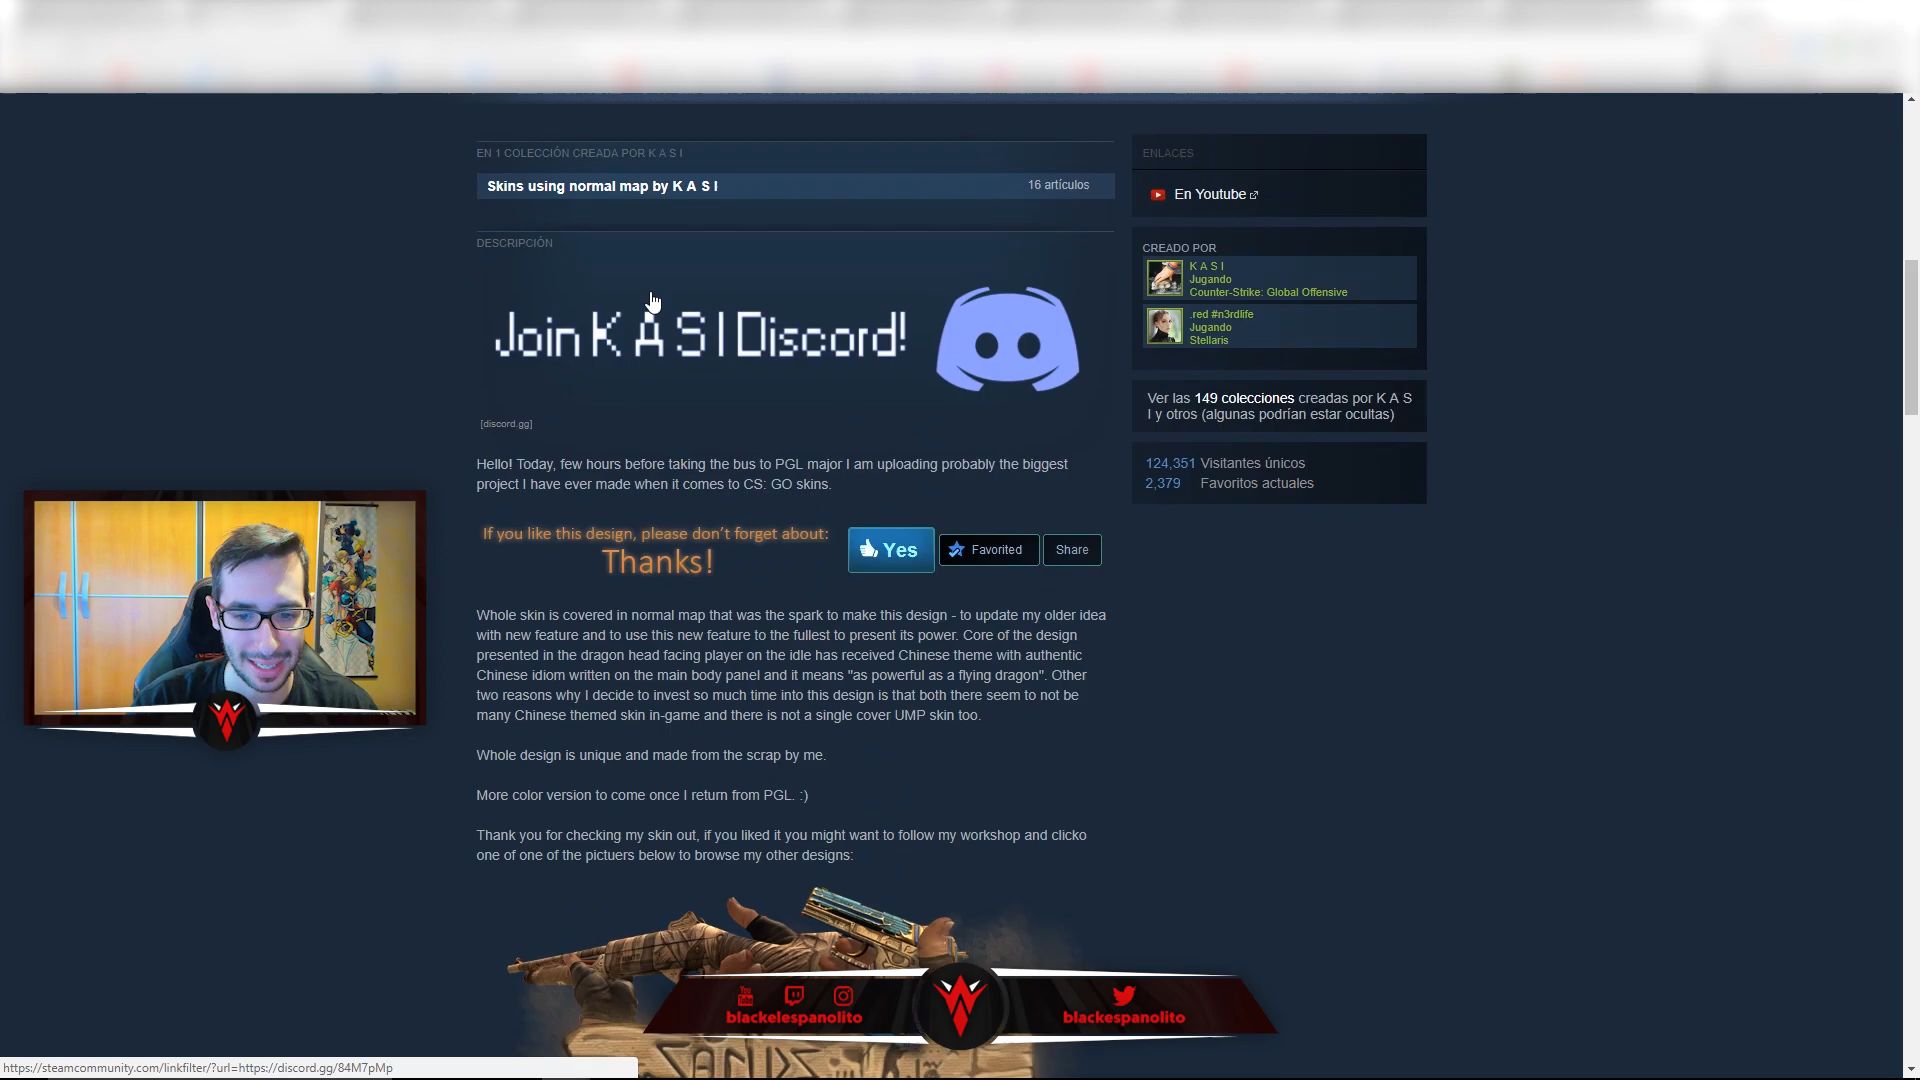 EN 1 COLECCIÓN CREADA POR K A S I
Skins using normal map by K A S I
16 artículos
DESCRIPCIÓN
Join K A S I Discord!
[discord.gg]
Hello! Today, few hours before taking the bus to PGL major I am uploading probably the biggest
project I have ever made when it comes to CS: GO skins.
If you like this design, please don't forget about:
Thanks!
Yes
Favorited
Share
Whole skin is covered in normal map that was the spark to make this design - to update my older idea
with new feature and to use this new feature to the fullest to present its power. Core of the design
presented in the dragon head facing player on the idle has received Chinese theme with authentic
Chinese idiom written on the main body panel and it means "as powerful as a flying dragon". Other
two reasons why I decide to invest so much time into this design is that both there seem to not be
many Chinese themed skin in-game and there is not a single cover UMP skin too.
Whole design is unique and made from the scrap by me.
More color version to come once I return from PGL. :)
Thank you for checking my skin out, if you liked it you might want to follow my workshop and clicko
one of one of the pictuers below to browse my other designs:
ENLACES
En Youtube
CREADO POR
K A S I
Jugando
Counter-Strike: Global Offensive
.red #n3rdlife
Jugando
Stellaris
Ver las 149 colecciones creadas por K A S
I y otros (algunas podrían estar ocultas)
124,351 Visitantes únicos
2,379 Favoritos actuales
You
blackelespanolito
blackespanolito
https://steamcommunity.com/linkfilter/?url=https://discord.gg/84M7pMp